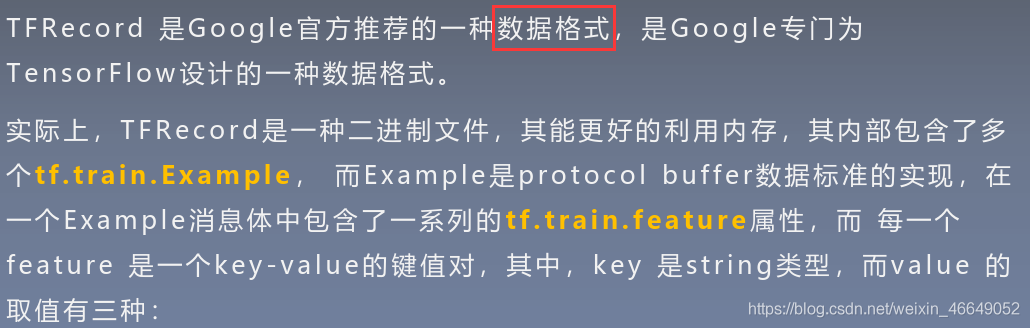 TFRecord 是Google官方推荐的一种数据格式，是Google专门为
TensorFlow设计的一种数据格式。
实际上，TFRecord是一种二进制文件，其能更好的利用内存，其内部包含了多
个tf.train.Example， 而Example是protocol buffer数据标准的实现，在
一个Example消息体中包含了一系列的tf.train.feature属性，而 每一个
feature 是一个key-value的键值对，其中，key 是string类型，而value 的
取值有三种：
https://blog.csdn.net/weixin_46649052